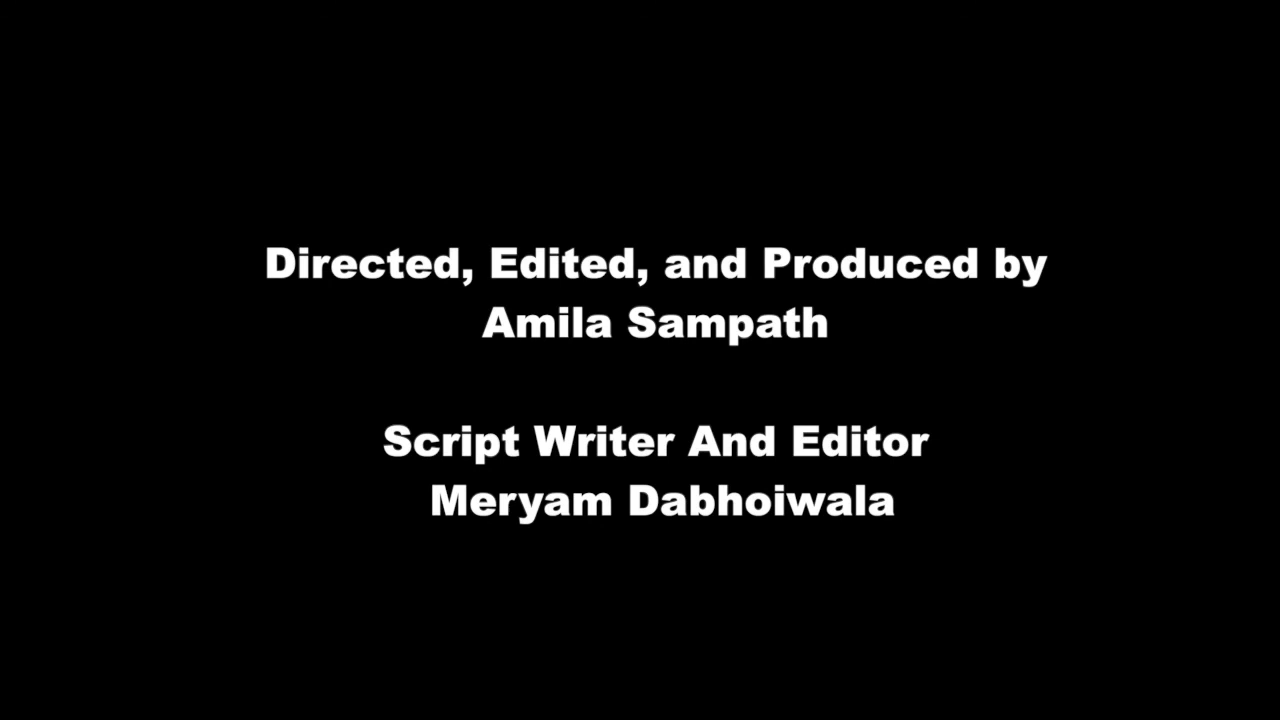 Directed, Edited, and Produced by
Amila Sampath
Script Writer And Editor
Meryam Dabhoiwala